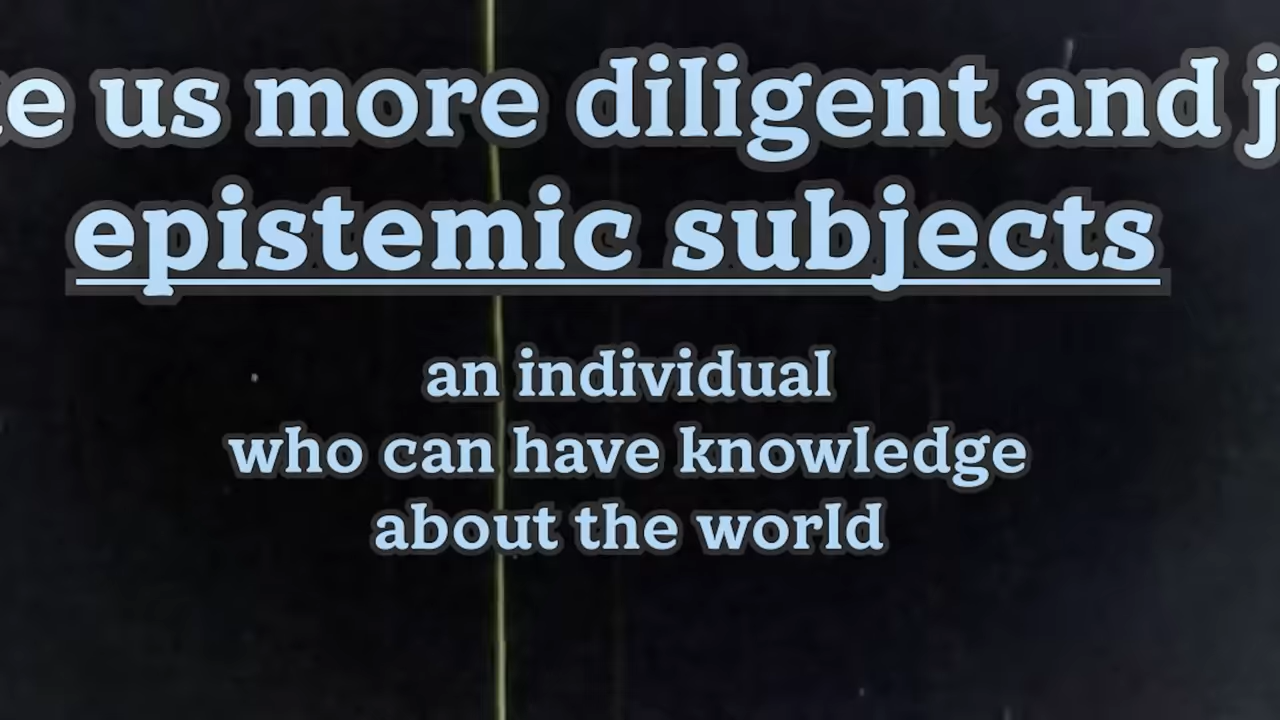 us more diligent and
epistemic subjects
an individual
who can have knowledge
about the world